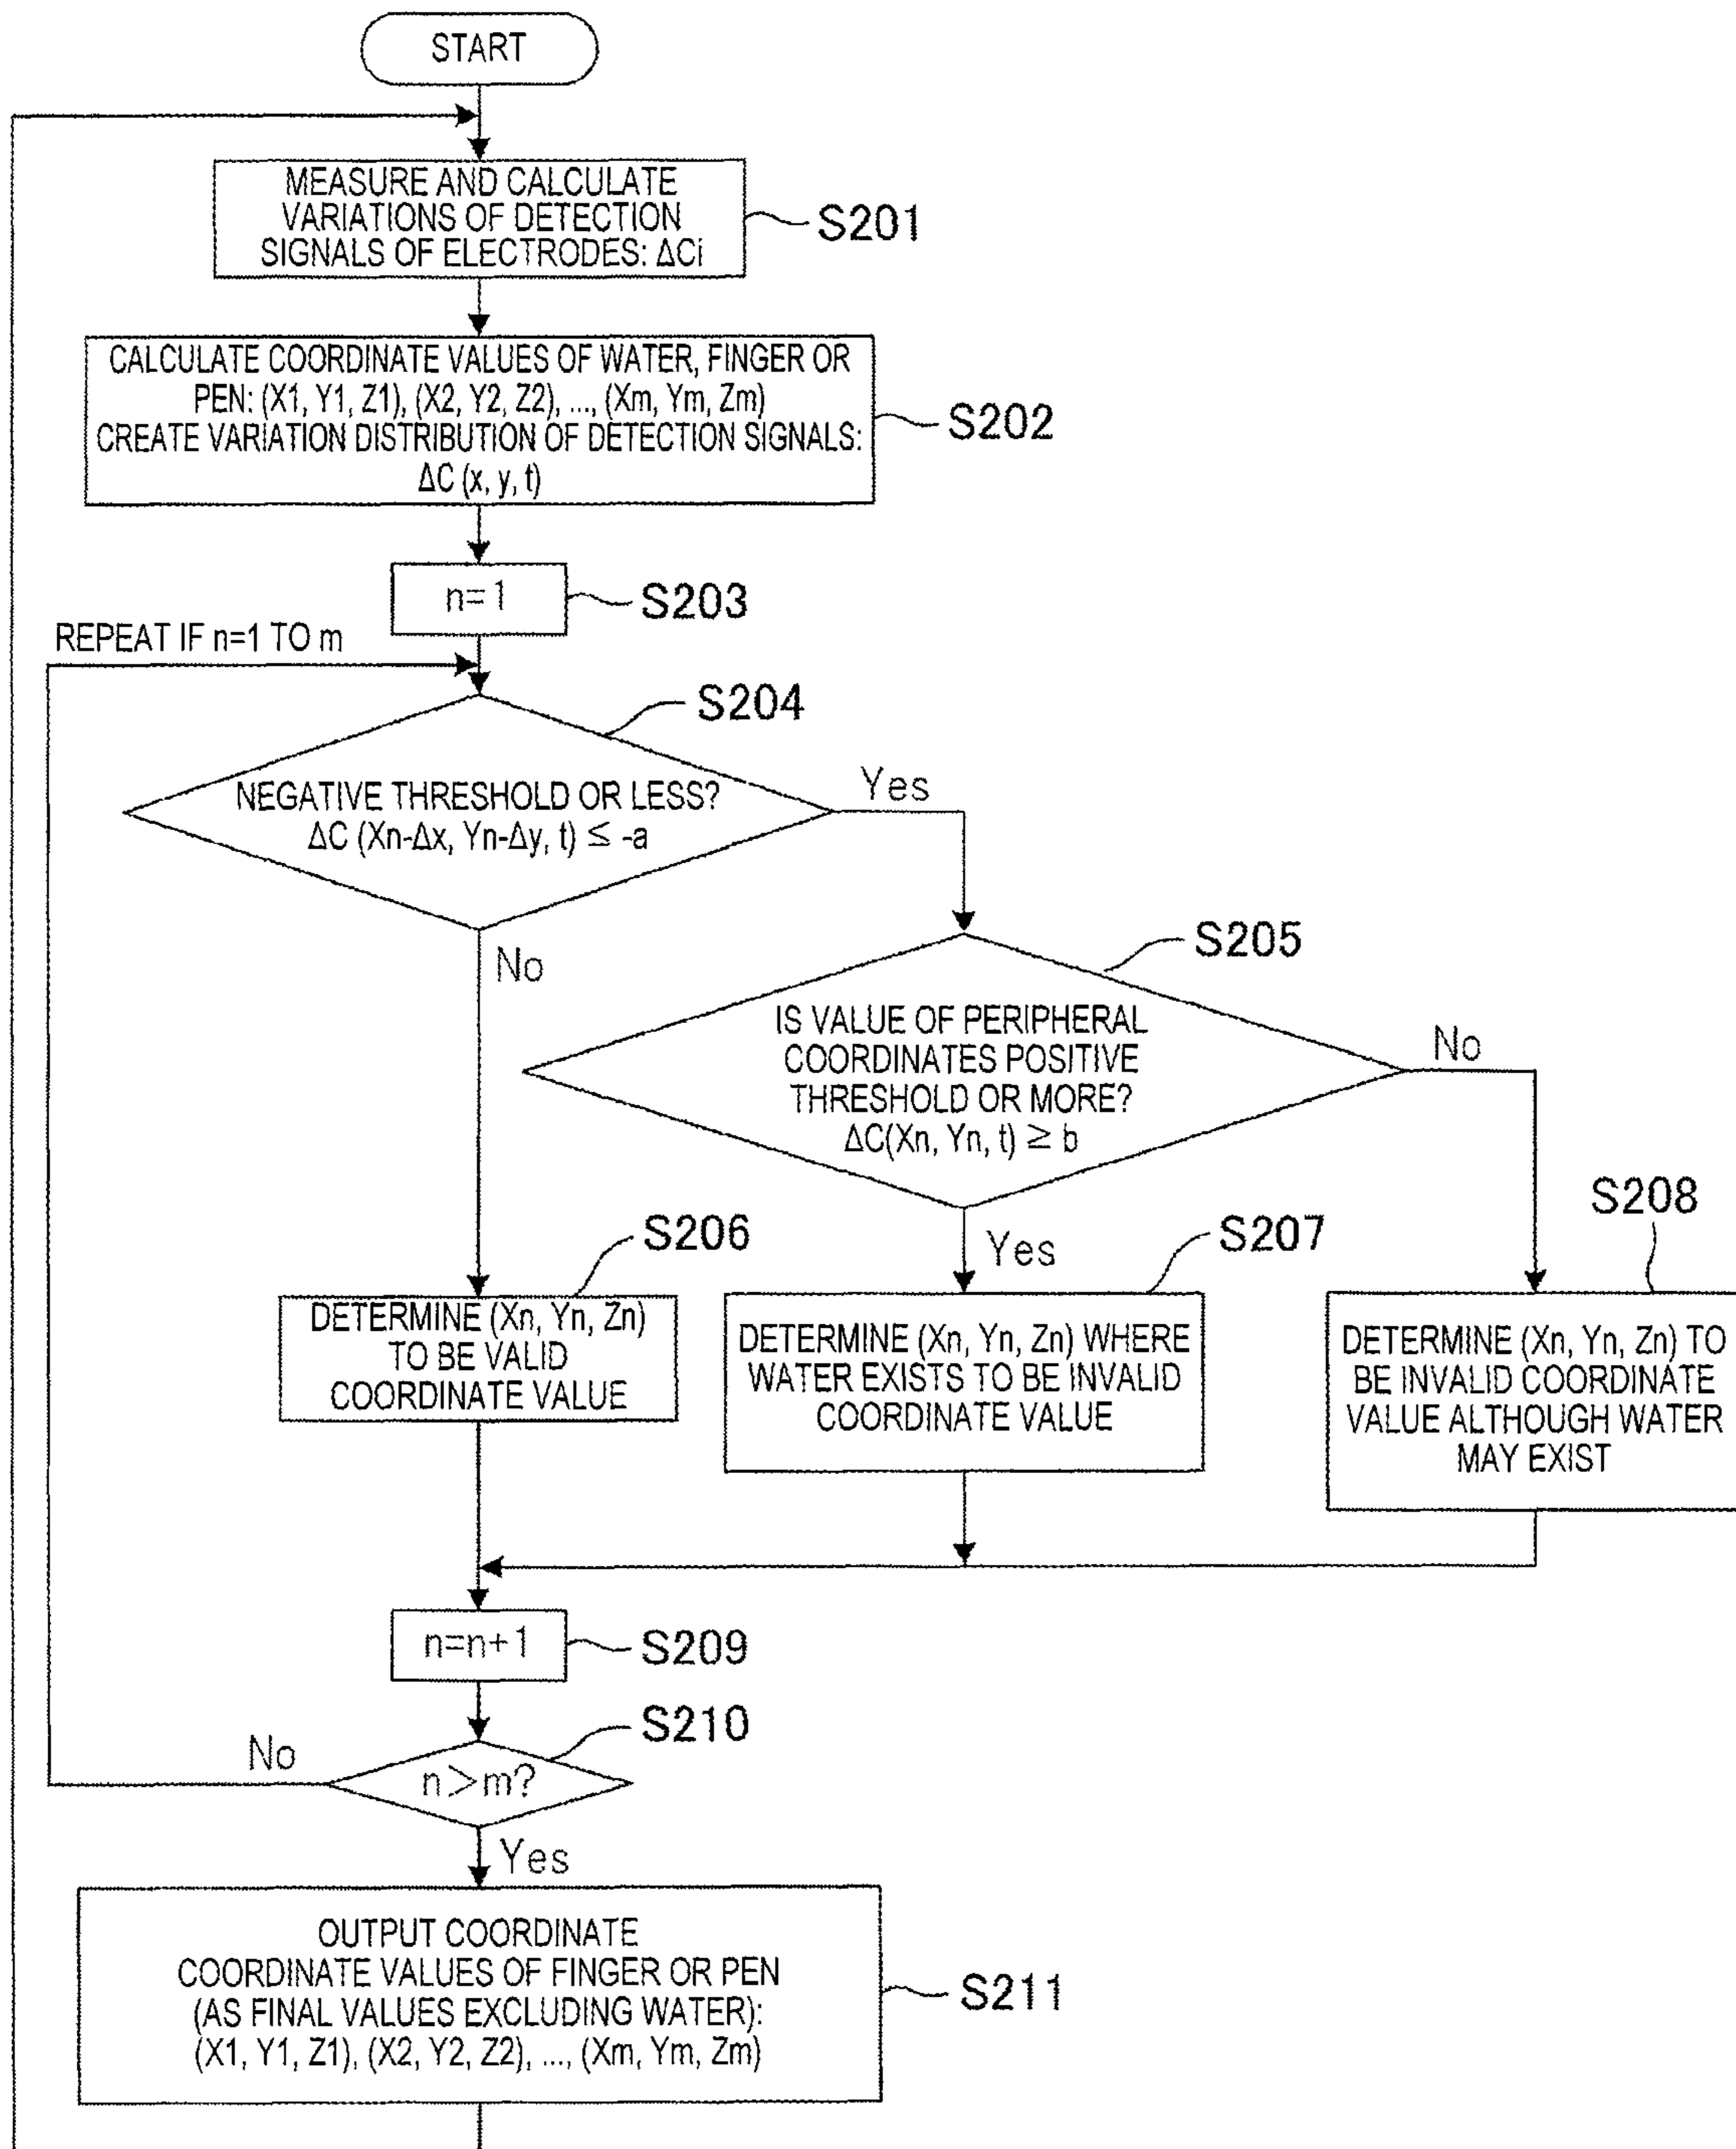 START
MEASURE AND CALCULATE
VARIATIONS OF DETECTION
SIGNALS OF ELECTRODES: ΔCi
S201
CALCULATE COORDINATE VALUES OF WATER, FINGER OR
PEN: (X1, Y1, Z1), (X2, Y2, Z2), ..., (Xm, Ym, Zm)
CREATE VARIATION DISTRIBUTION OF DETECTION SIGNALS:
ΔC (x, y, t)
S202
n=1
S203
REPEAT IF n=1 TO m
S204
NEGATIVE THRESHOLD OR LESS?
ΔC (Xn-Δx, Yn-Δy, t) ≦ -a
Yes
No
S205
IS VALUE OF PERIPHERAL
COORDINATES POSITIVE
THRESHOLD OR MORE?
ΔC(Xn, Yn, t) ≧ b
No
Yes
S206
DETERMINE (Xn, Yn, Zn)
TO BE VALID
COORDINATE VALUE
S207
DETERMINE (Xn, Yn, Zn) WHERE
WATER EXISTS TO BE INVALID
COORDINATE VALUE
S208
DETERMINE (Xn, Yn, Zn) TO
BE INVALID COORDINATE
VALUE ALTHOUGH WATER
MAY EXIST
n=n+1
S209
S210
n>m?
No
Yes
OUTPUT COORDINATE
COORDINATE VALUES OF FINGER OR PEN
(AS FINAL VALUES EXCLUDING WATER):
(X1, Y1, Z1), (X2, Y2, Z2), ..., (Xm, Ym, Zm)
S211